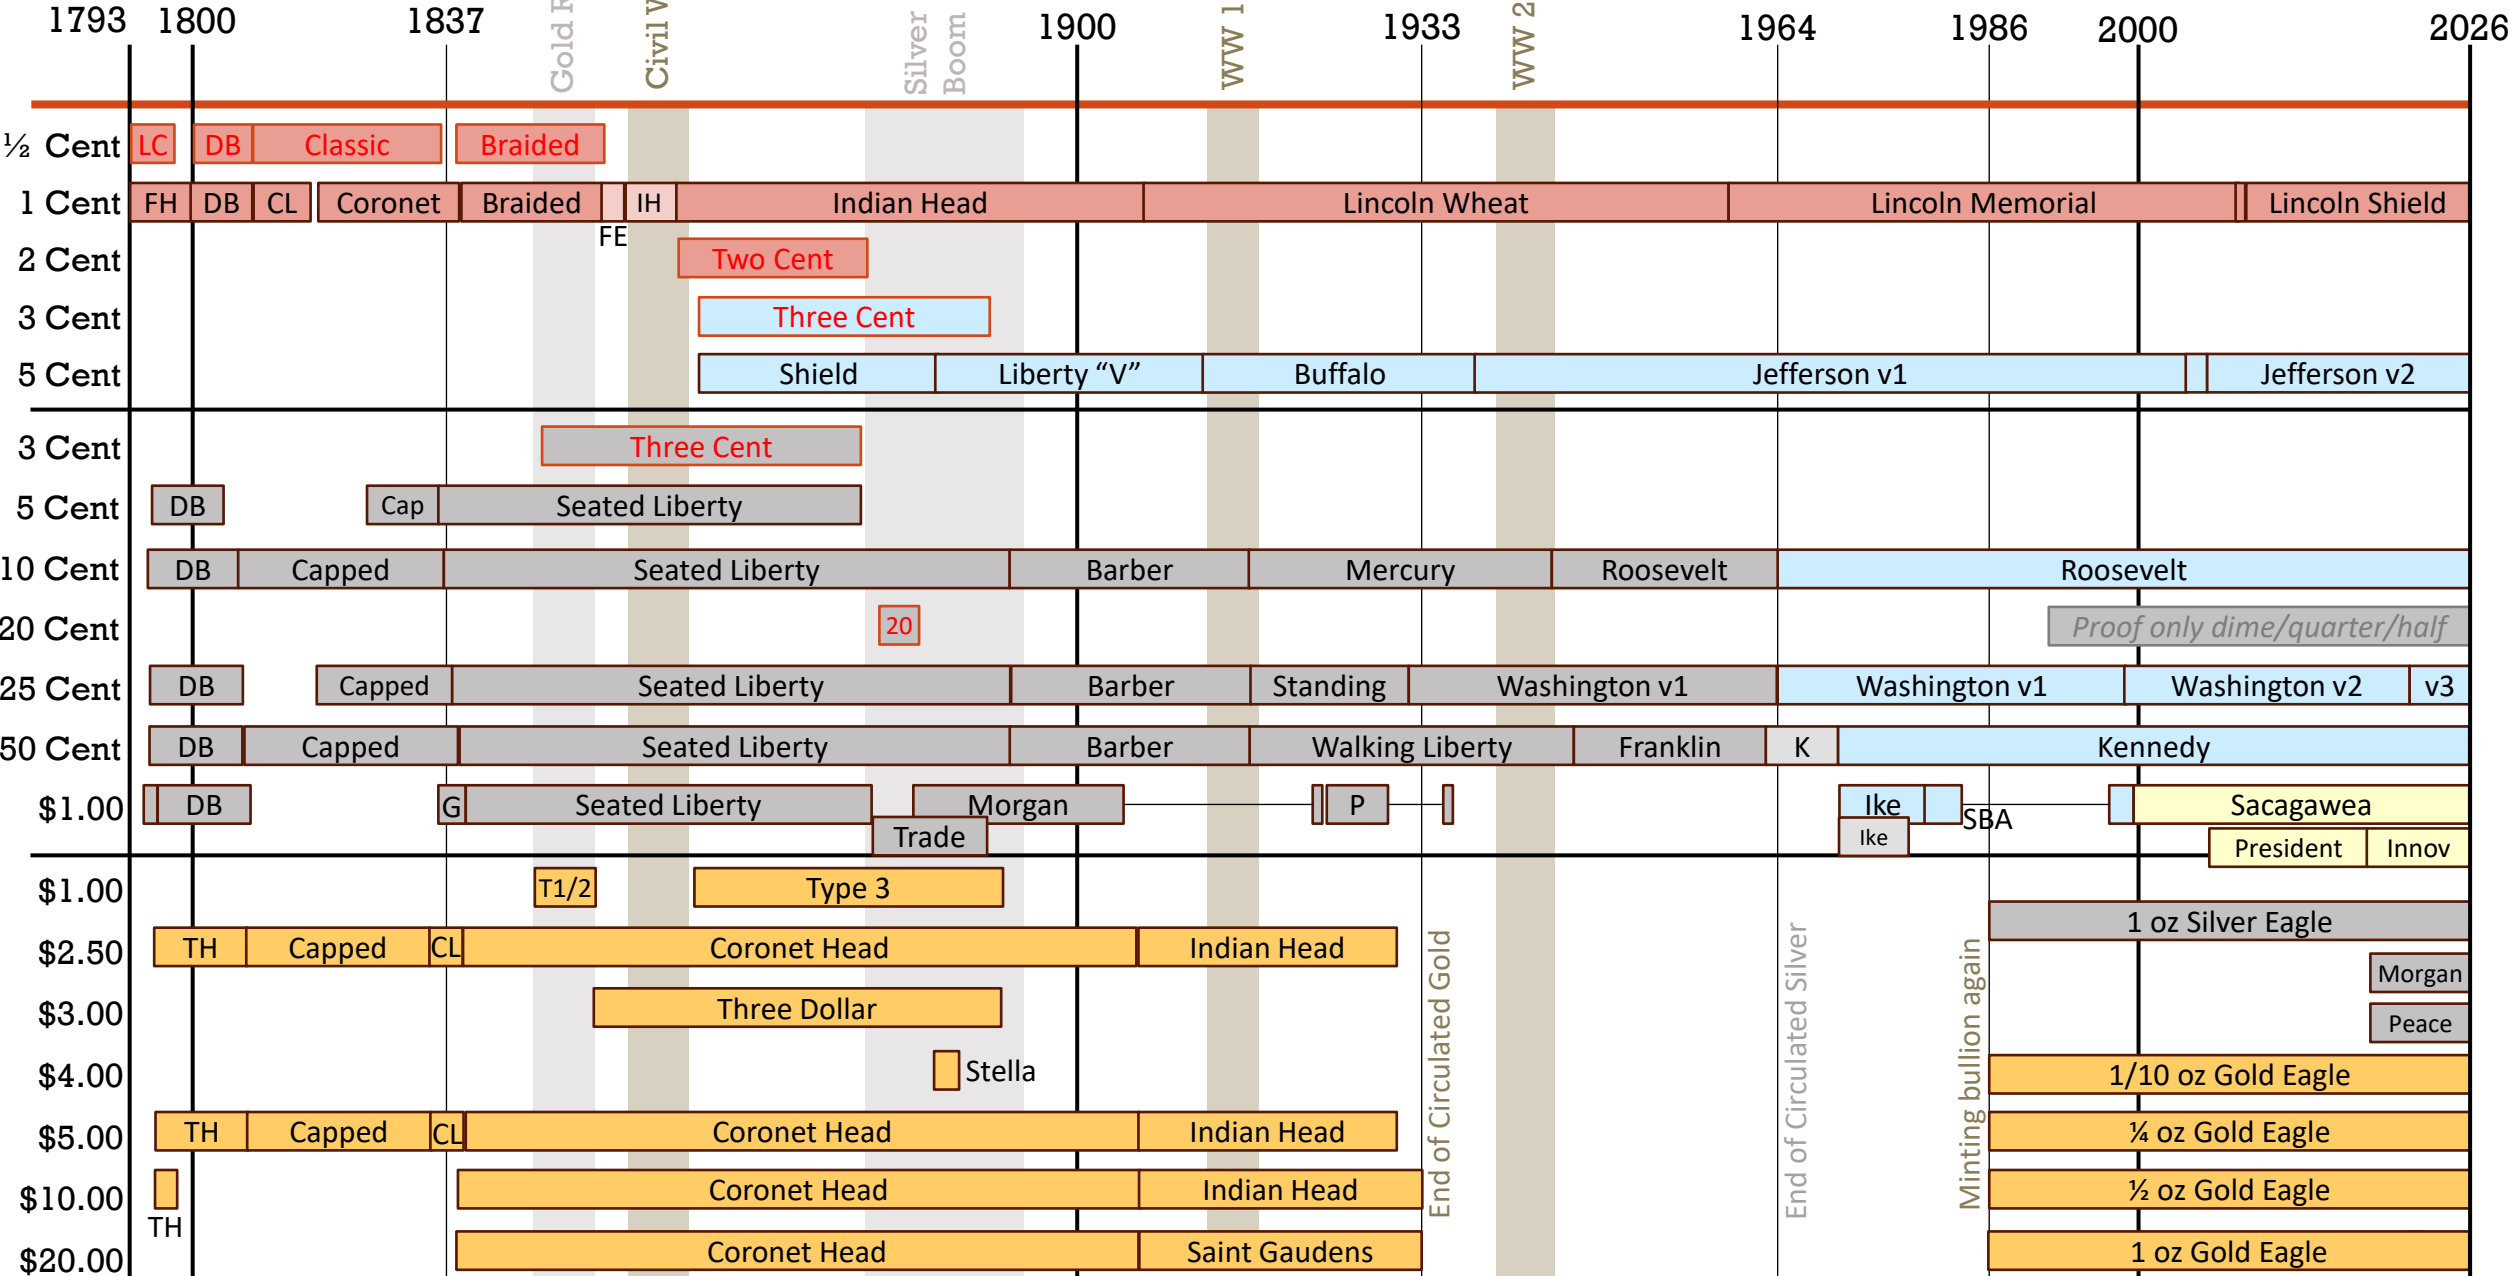 1793 1800 1837 1900 1933 1964 1986 2000 2026
Gold Civil Silver Boom WW 1 WW 2
½ Cent LC DB Classic Braided
1 Cent FH DB CL Coronet Braided IH Indian Head Lincoln Wheat Lincoln Memorial Lincoln Shield
FE
2 Cent Two Cent
3 Cent Three Cent
5 Cent Shield Liberty “V” Buffalo Jefferson v1 Jefferson v2
3 Cent Three Cent
5 Cent DB Cap Seated Liberty
10 Cent DB Capped Seated Liberty Barber Mercury Roosevelt Roosevelt
20 Cent 20 Proof only dime/quarter/half
25 Cent DB Capped Seated Liberty Barber Standing Washington v1 Washington v1 Washington v2 v3
50 Cent DB Capped Seated Liberty Barber Walking Liberty Franklin K Kennedy
$1.00 DB G Seated Liberty Morgan P Ike SBA Sacagawea
Trade Ike President Innov
$1.00 T1/2 Type 3
1 oz Silver Eagle
$2.50 TH Capped CL Coronet Head Indian Head
Morgan
$3.00 Three Dollar
Peace
$4.00 Stella 1/10 oz Gold Eagle
End of Circulated Gold
End of Circulated Silver
Minting bullion again
$5.00 TH Capped CL Coronet Head Indian Head ¼ oz Gold Eagle
$10.00 Coronet Head Indian Head ½ oz Gold Eagle
TH
$20.00 Coronet Head Saint Gaudens 1 oz Gold Eagle